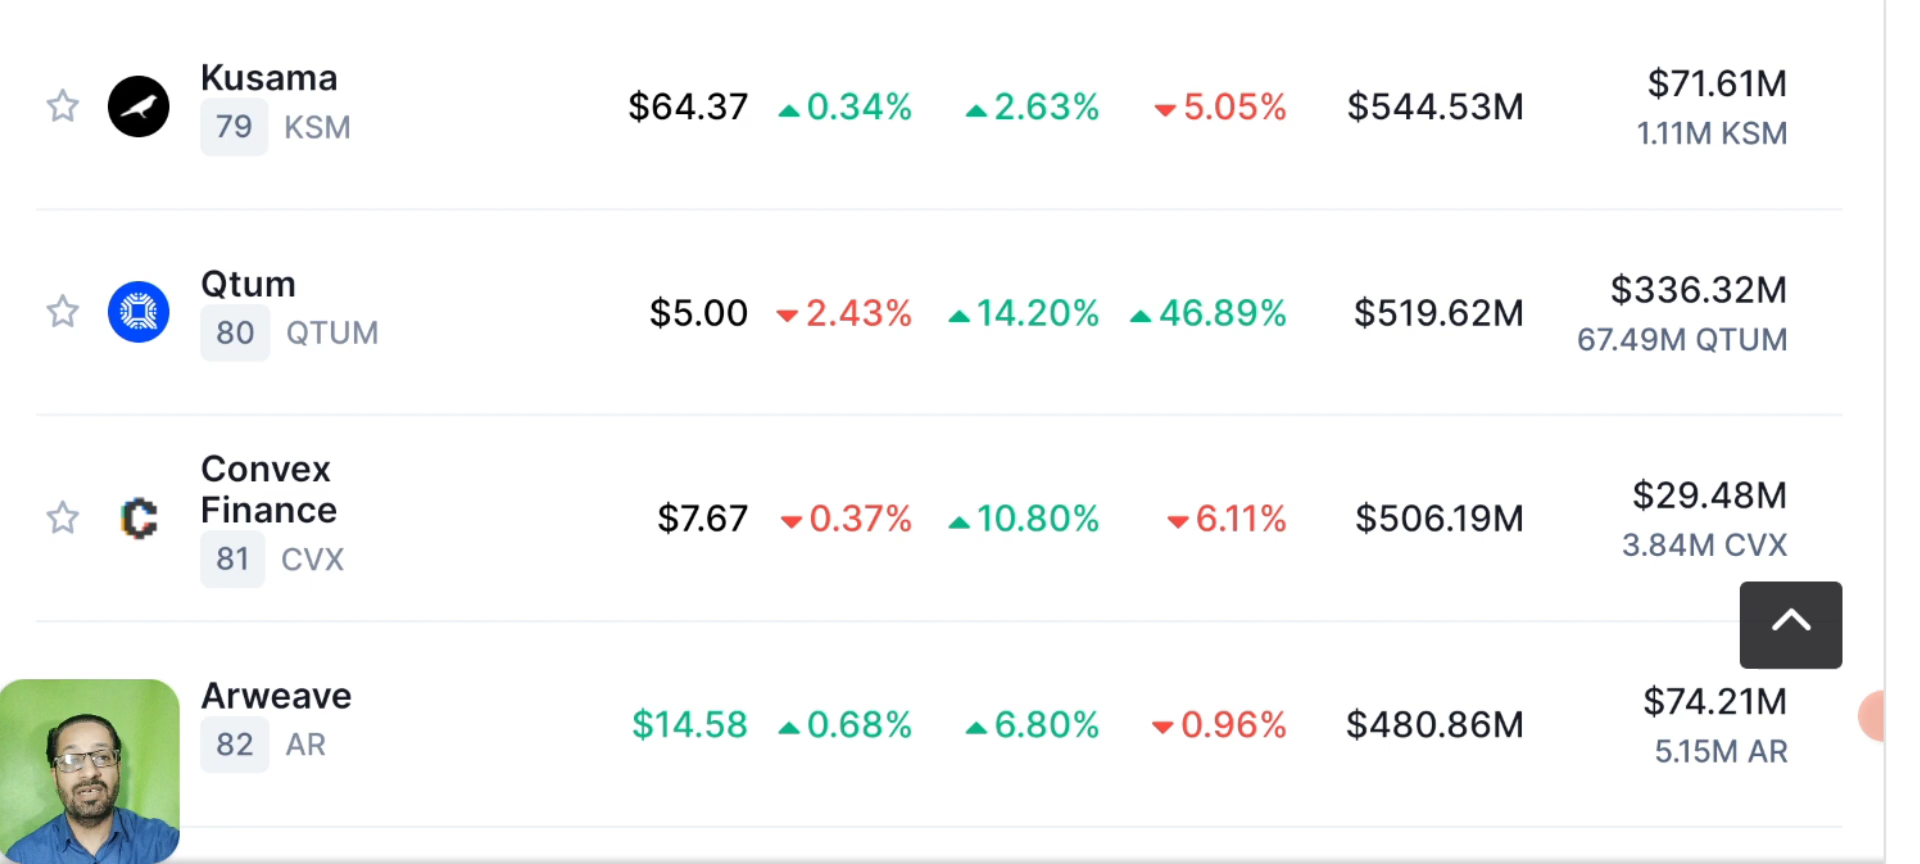 Kusama
79 KSM
$64.37 0.34% 2.63% 5.05% $544.53M
$71.61M
1.11M KSM
Qtum
80 QTUM
$5.00 2.43% 14.20% 46.89% $519.62M
$336.32M
67.49M QTUM
Convex
Finance
81 CVX
$7.67 0.37% 10.80% 6.11% $506.19M
$29.48M
3.84M CVX
Arweave
82 AR
$14.58 0.68% 6.80% 0.96% $480.86M
$74.21M
5.15M AR